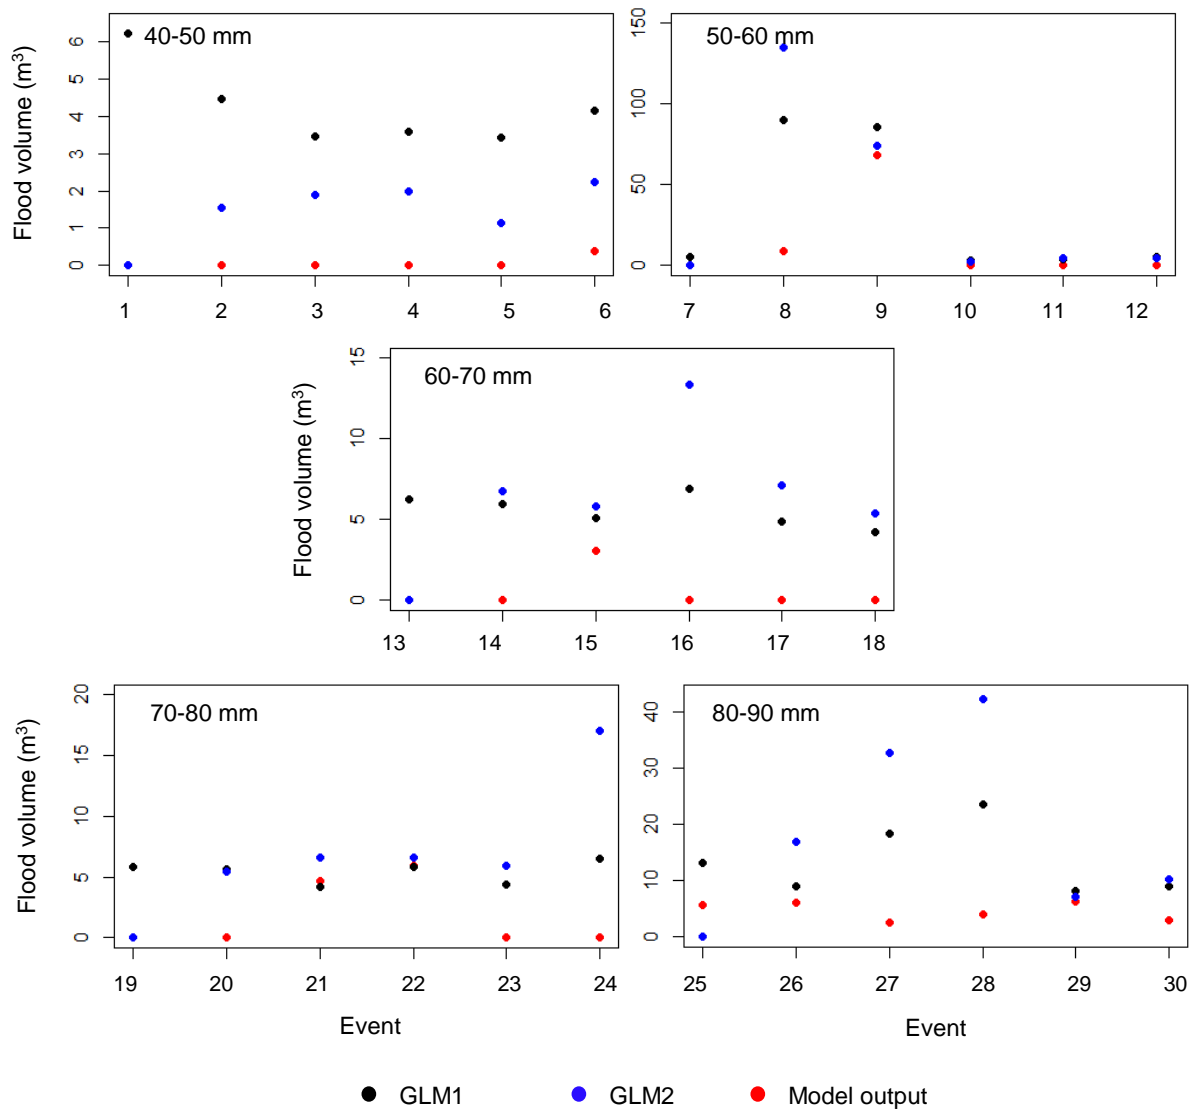 40-50 mm
Flood volume (m³)
0 1 2 3 4 5 6
1 2 3 4 5 6
50-60 mm
0 50 100 150
7 8 9 10 11 12
60-70 mm
Flood volume (m³)
0 5 10 15
13 14 15 16 17 18
70-80 mm
Flood volume (m³)
0 5 10 15 20
19 20 21 22 23 24
Event
80-90 mm
0 10 20 30 40
25 26 27 28 29 30
Event
GLM1 GLM2 Model output